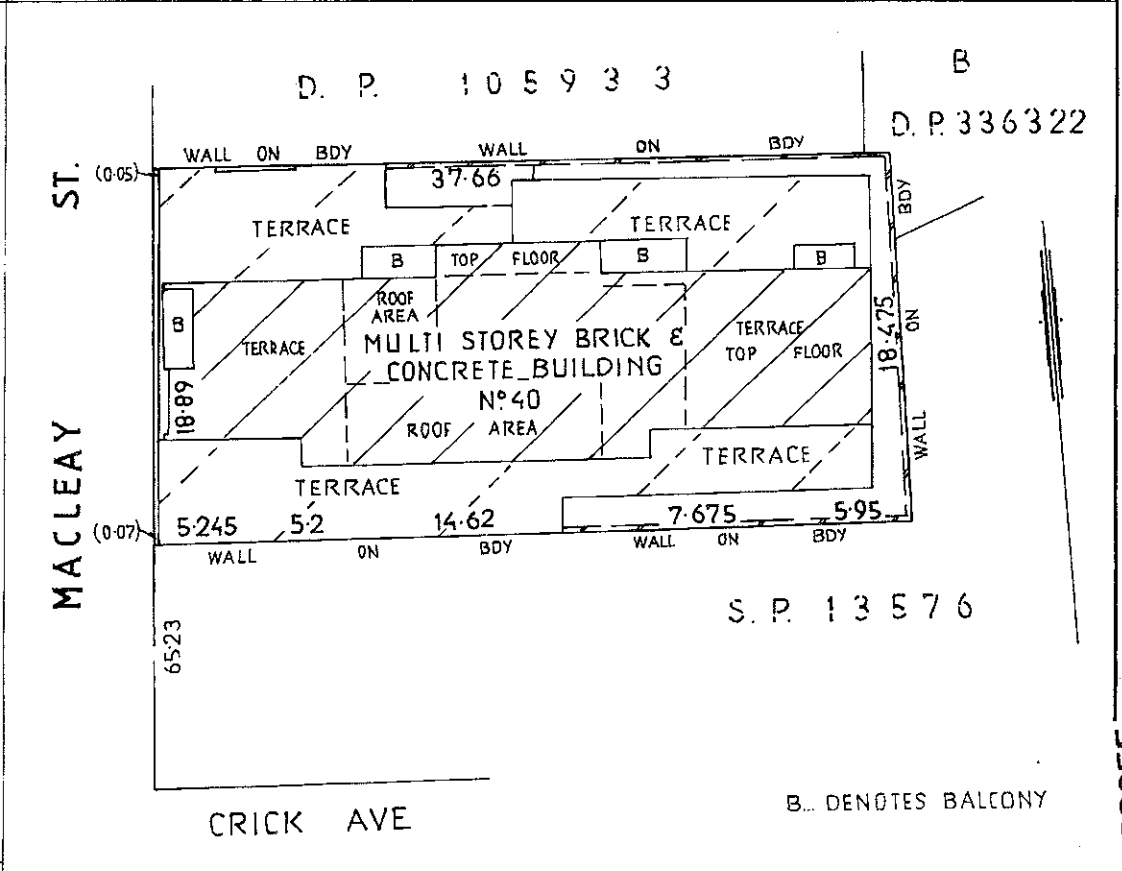 D. P. 105933
B
D. P. 336322
WALL ON BDY WALL ON BDY
(0·05)
37·66
MACLEAY ST.
TERRACE
TERRACE
BDY
ON
WALL
18·475
B
TOP FLOOR
B
B
ROOF
AREA
B
TERRACE
MULTI STOREY BRICK &
CONCRETE BUILDING
Nº 40
TERRACE
TOP FLOOR
18·89
ROOF AREA
TERRACE
TERRACE
(0·07)
5·245 5·2 14·62 7·675 5·95
WALL ON BDY WALL ON BDY
S. P. 13576
65·23
CRICK AVE
B... DENOTES BALCONY